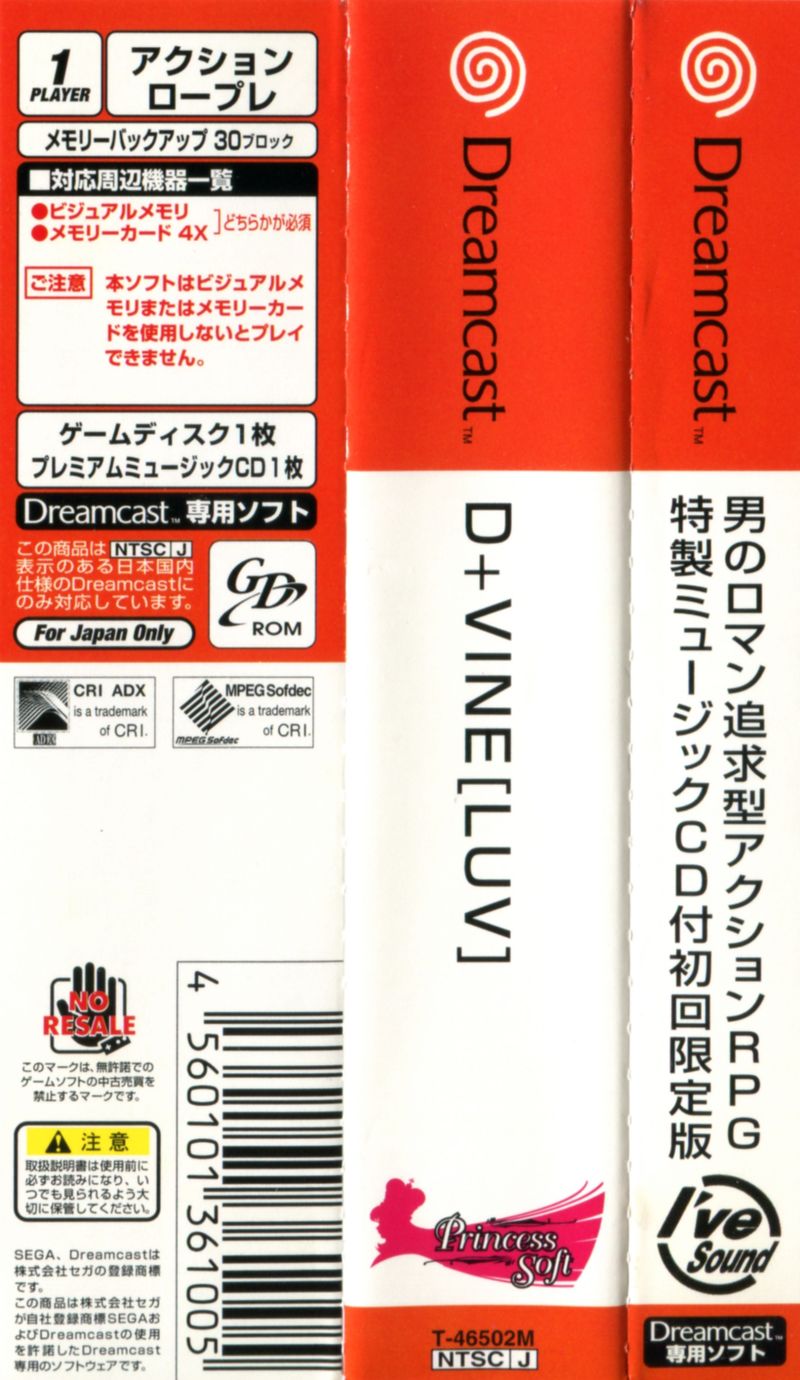 1
PLAYER
アクション
ロープレ
メモリーバックアップ 30ブロック
■対応周辺機器一覧
●ビジュアルメモリ
●メモリーカード 4X
]どちらかが必須
ご注意
本ソフトはビジュアルメ
モリまたはメモリーカー
ドを使用しないとプレイ
できません。
ゲームディスク1枚
プレミアムミュージックCD1枚
Dreamcast™専用ソフト
この商品は NTSC J
表示のある日本国内
仕様のDreamcastに
のみ対応しています。
For Japan Only
GD
ROM
CRI ADX
is a trademark
of CRI.
ADX
MPEG Sofdec
is a trademark
of CRI.
MPEG Sofdec
NO
RESALE
このマークは、無許諾での
ゲームソフトの中古売買を
禁止するマークです。
注意
取扱説明書は使用前に
必ずお読みになり、い
つでも見られるよう大
切に保管してください。
SEGA、Dreamcastは
株式会社セガの登録商標
です。
この商品は株式会社セガ
が自社登録商標SEGAお
よびDreamcastの使用
を許諾したDreamcast
専用のソフトウェアです。
4 560101 361005
Dreamcast™
D+VINE[LUV]
Princess
Soft
T-46502M
NTSC J
Dreamcast™
男のロマン追求型アクションRPG
特製ミュージックCD付初回限定版
I've
Sound
Dreamcast™
専用ソフト